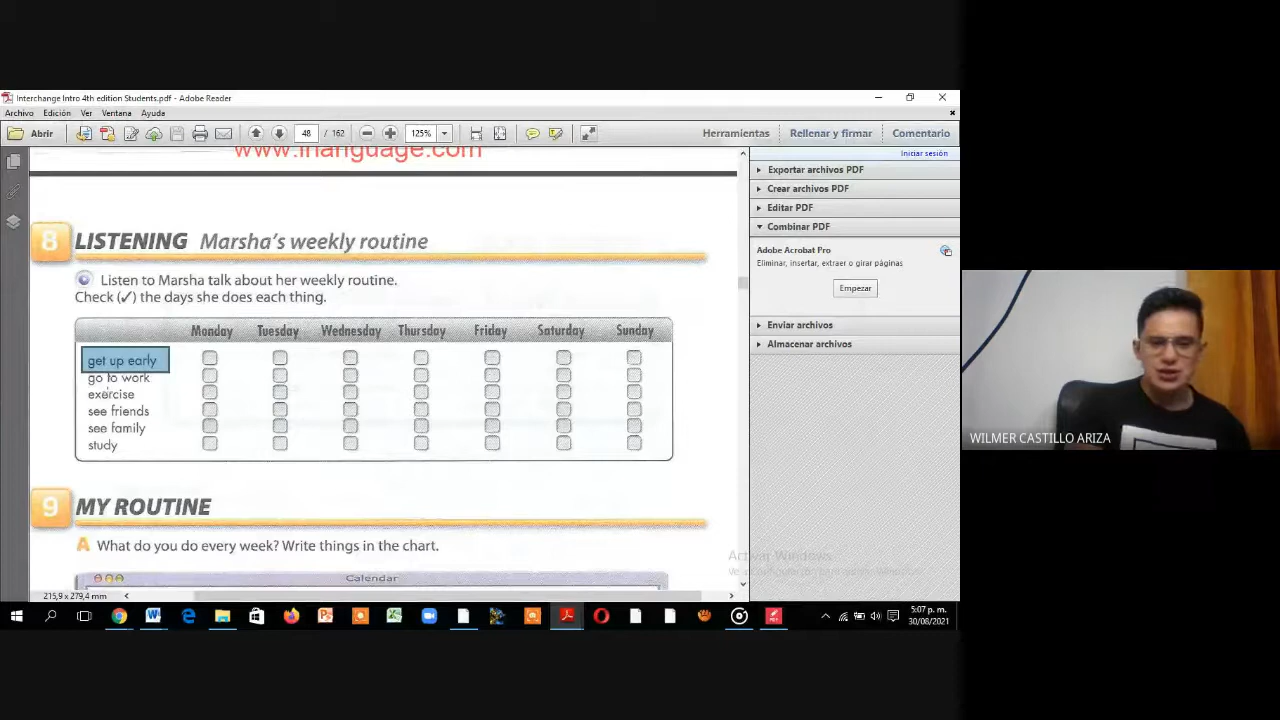 Interchange Intro 4th edition Students.pdf - Adobe Reader
Archivo Edición Ver Ventana Ayuda
Abrir 48 / 162 125% Herramientas Rellenar y firmar Comentario
www.inanguage.com
Iniciar sesión
Exportar archivos PDF
Crear archivos PDF
Editar PDF
Combinar PDF
Adobe Acrobat Pro
Eliminar, insertar, extraer o girar páginas
Empezar
Enviar archivos
Almacenar archivos
8 LISTENING Marsha's weekly routine
Listen to Marsha talk about her weekly routine.
Check (✓) the days she does each thing.
Monday Tuesday Wednesday Thursday Friday Saturday Sunday
get up early
go to work
exercise
see friends
see family
study
9 MY ROUTINE
A What do you do every week? Write things in the chart.
Calendar
Activar Windows
215,9 x 279,4 mm
5:07 p. m.
30/08/2021
WILMER CASTILLO ARIZA